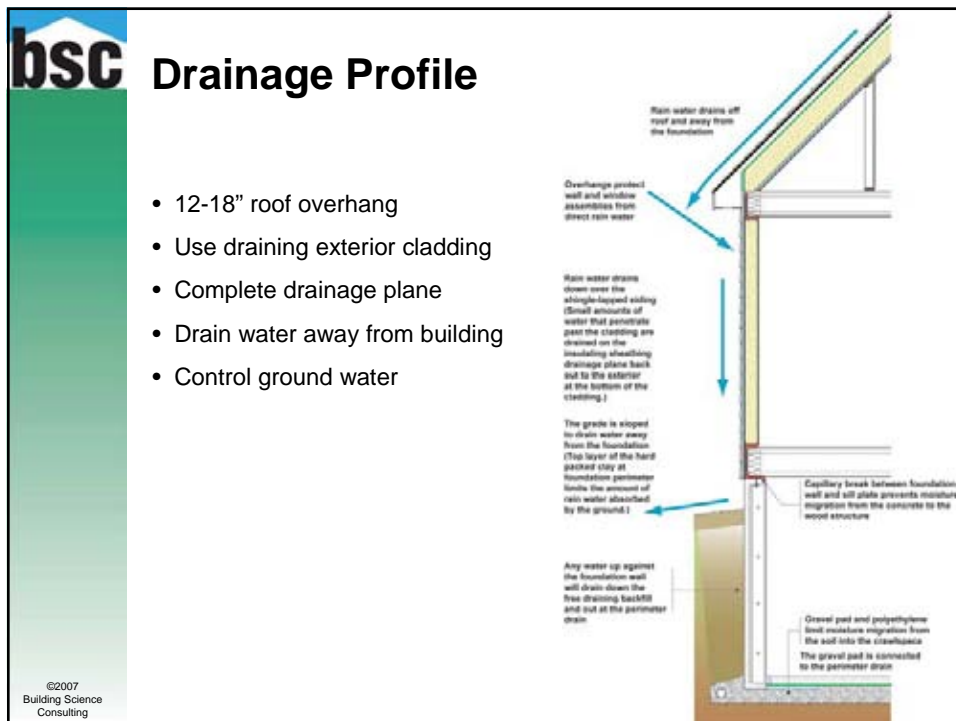 bsc
Drainage Profile
• 12-18” roof overhang
• Use draining exterior cladding
• Complete drainage plane
• Drain water away from building
• Control ground water
Rain water drains off
roof and away from
the foundation
Overhangs protect
wall and window
assemblies from
direct rain water
Rain water drains
down over the
shingle-lapped siding
(Small amounts of
water that penetrate
past the cladding are
drained on the
insulating sheathing
drainage plane back
out to the exterior
at the bottom of the
cladding.)
The grade is sloped
to drain water away
from the foundation
(Top layer of the hard
packed clay at
foundation perimeter
limits the amount of
rain water absorbed
by the ground.)
Capillary break between foundation
wall and sill plate prevents moisture
migration from the concrete to the
wood structure
Any water up against
the foundation wall
will drain down the
free draining backfill
and out at the perimeter
drain
Gravel pad and polyethylene
limit moisture migration from
the soil into the crawlspace
The gravel pad is connected
to the perimeter drain
©2007
Building Science
Consulting